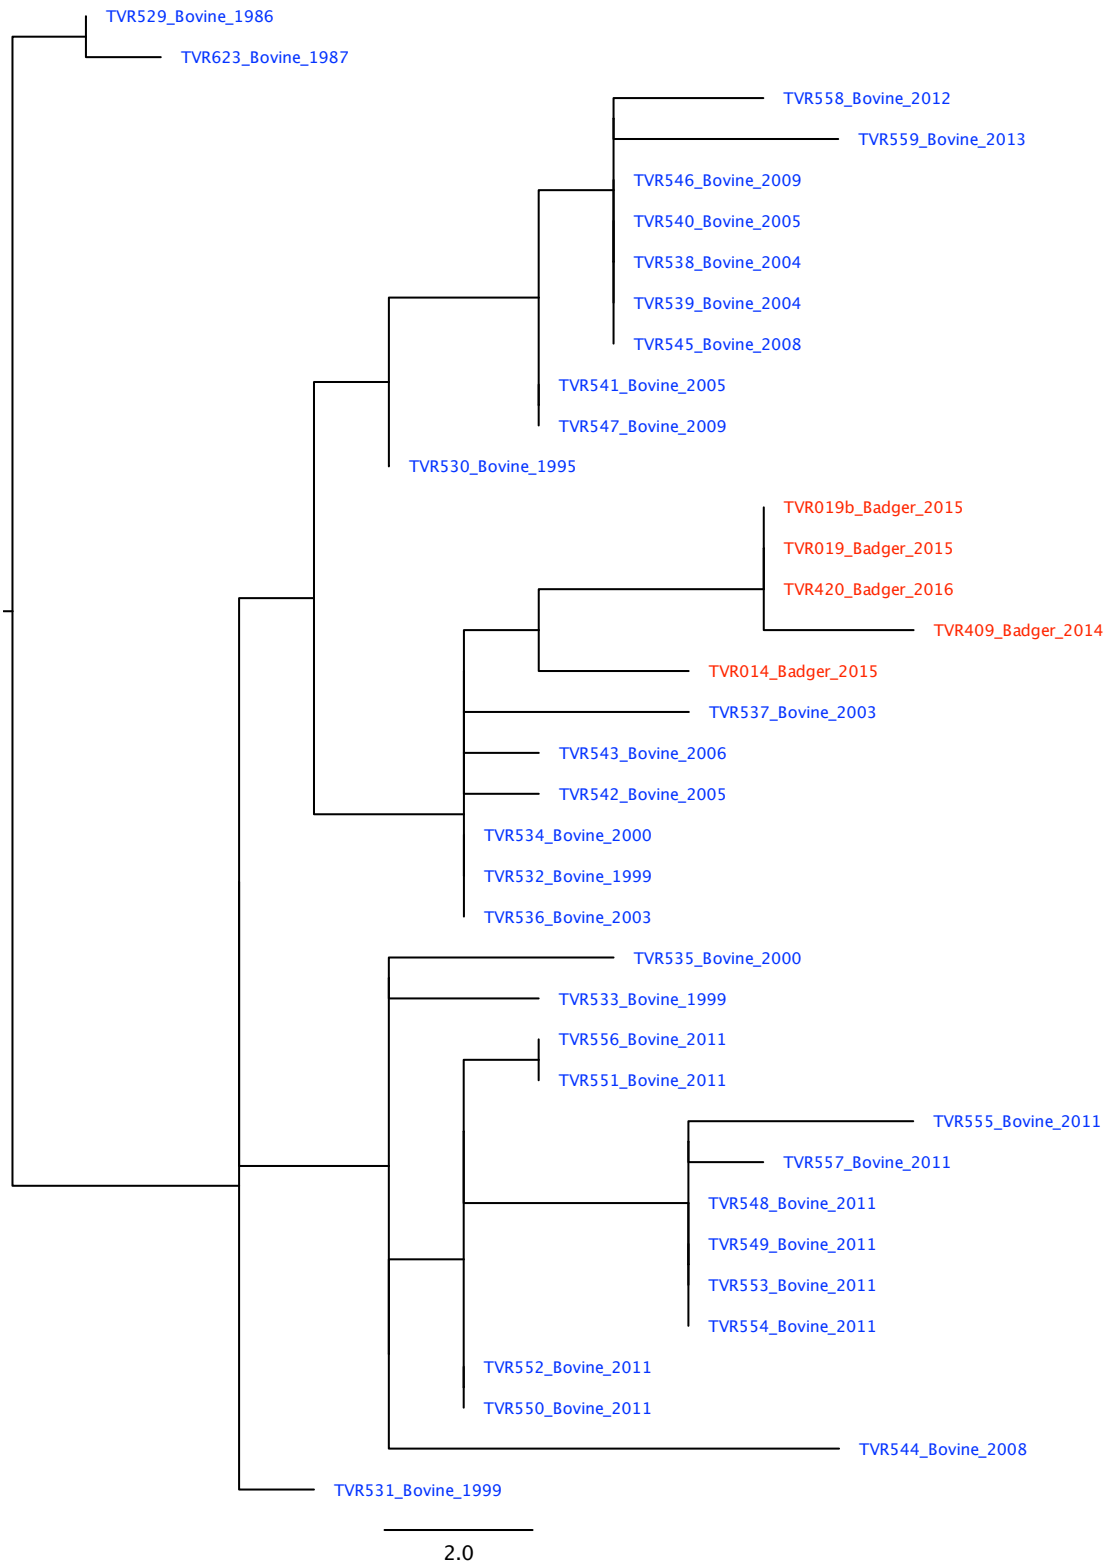 TVR529_Bovine_1986
TVR623_Bovine_1987
TVR558_Bovine_2012
TVR559_Bovine_2013
TVR546_Bovine_2009
TVR540_Bovine_2005
TVR538_Bovine_2004
TVR539_Bovine_2004
TVR545_Bovine_2008
TVR541_Bovine_2005
TVR547_Bovine_2009
TVR530_Bovine_1995
TVR019b_Badger_2015
TVR019_Badger_2015
TVR420_Badger_2016
TVR409_Badger_2014
TVR014_Badger_2015
TVR537_Bovine_2003
TVR543_Bovine_2006
TVR542_Bovine_2005
TVR534_Bovine_2000
TVR532_Bovine_1999
TVR536_Bovine_2003
TVR535_Bovine_2000
TVR533_Bovine_1999
TVR556_Bovine_2011
TVR551_Bovine_2011
TVR555_Bovine_2011
TVR557_Bovine_2011
TVR548_Bovine_2011
TVR549_Bovine_2011
TVR553_Bovine_2011
TVR554_Bovine_2011
TVR552_Bovine_2011
TVR550_Bovine_2011
TVR544_Bovine_2008
TVR531_Bovine_1999
2.0